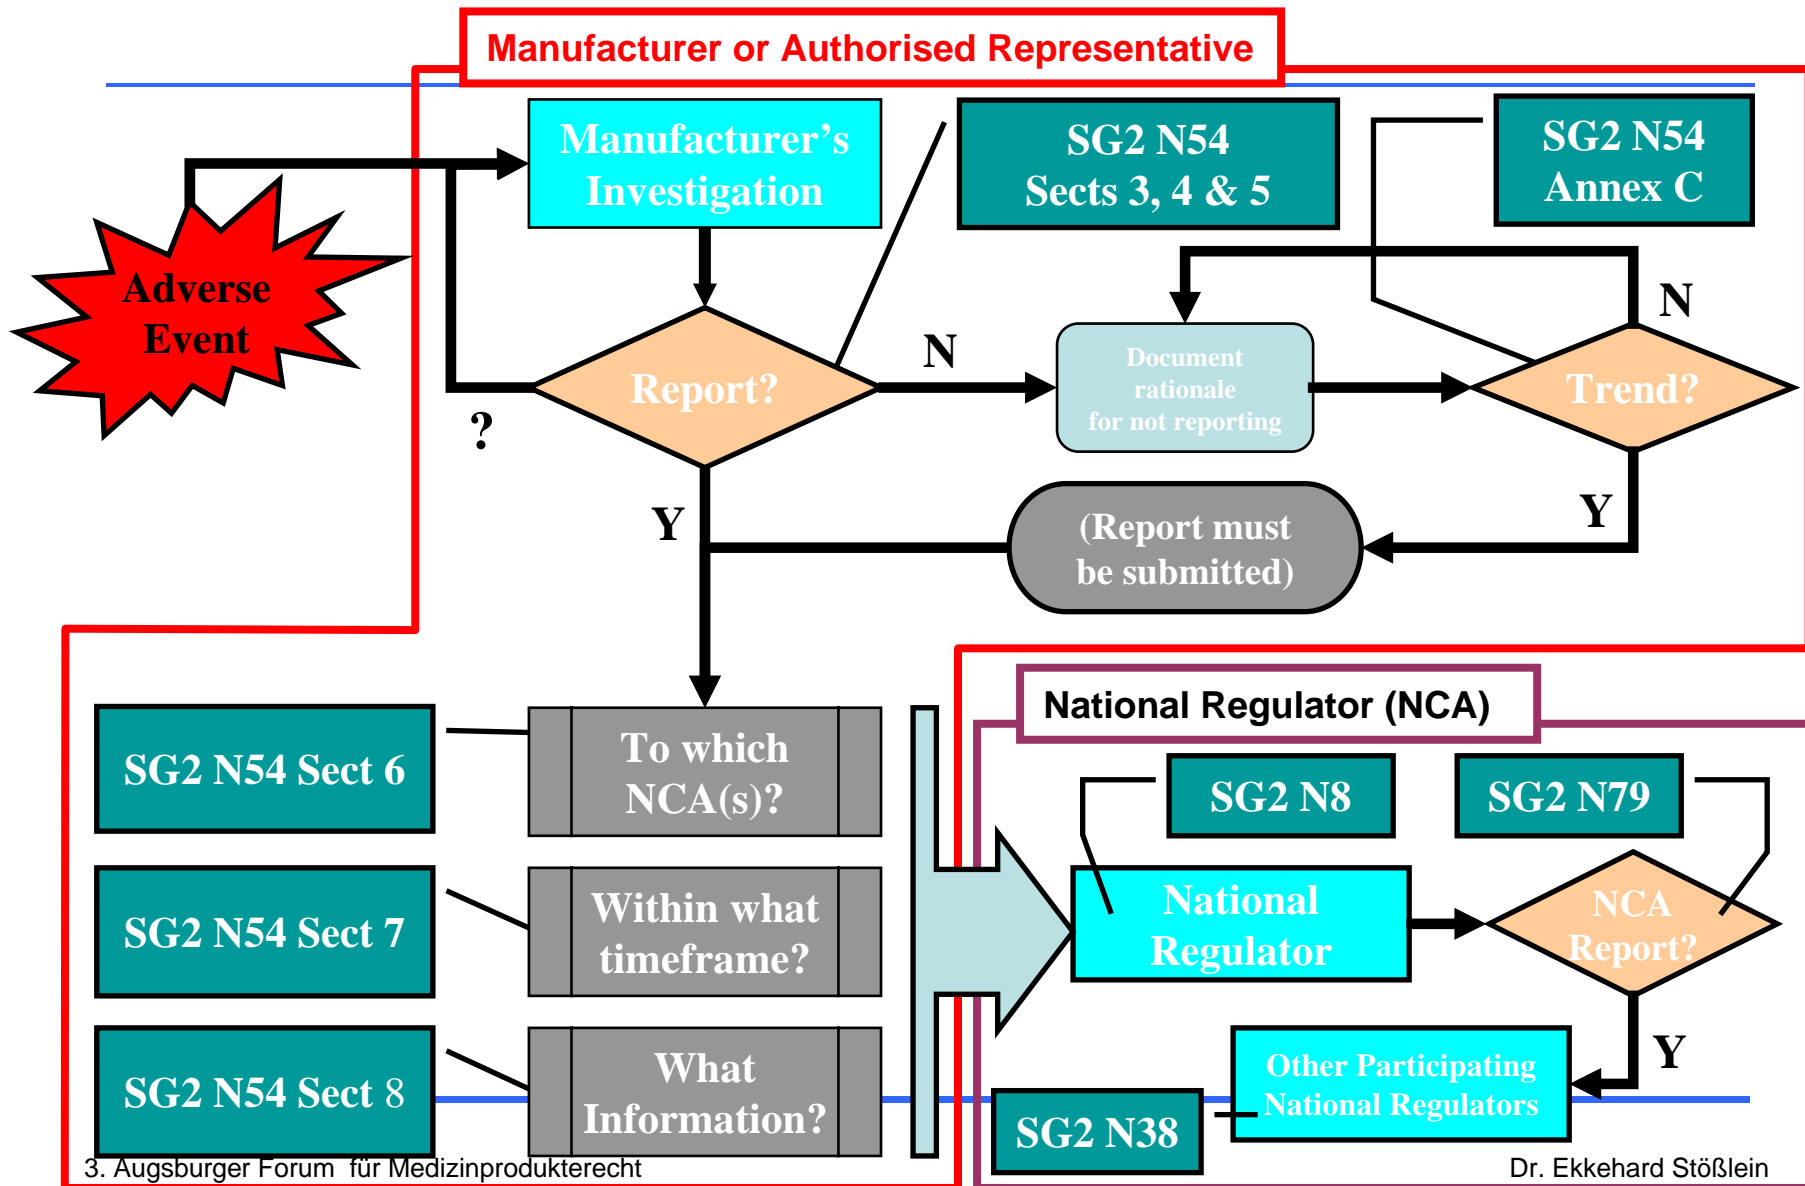 Manufacturer or Authorised Representative
Manufacturer's
Investigation
SG2 N54
Sects 3, 4 & 5
SG2 N54
Annex C
Adverse
Event
Report?
?
N
Document
rationale
for not reporting
Trend?
N
Y
Y
(Report must
be submitted)
SG2 N54 Sect 6
To which
NCA(s)?
SG2 N54 Sect 7
Within what
timeframe?
SG2 N54 Sect 8
What
Information?
National Regulator (NCA)
SG2 N8
SG2 N79
National
Regulator
NCA
Report?
Y
Other Participating
National Regulators
SG2 N38
3. Augsburger Forum für Medizinprodukterecht
Dr. Ekkehard Stößlein